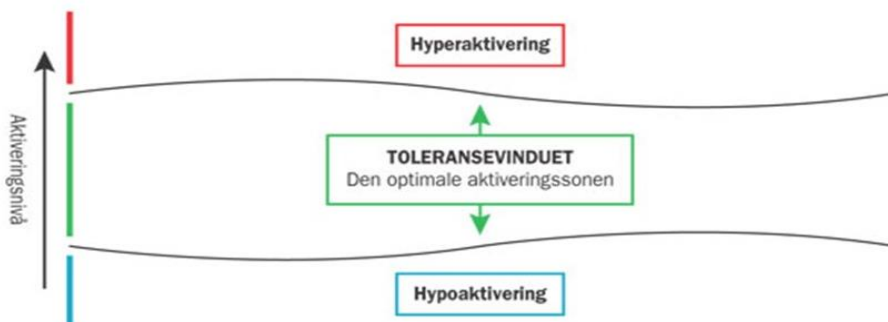 Hyperaktivering
Aktiveringsnivå
TOLERANSEVINDUET
Den optimale aktiveringssonen
Hypoaktivering